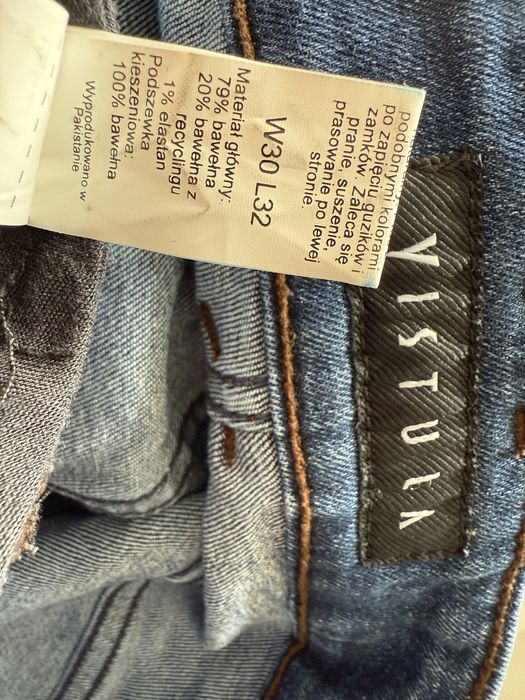 podobnymi kolorami
po zapięciu guzików i
zamków. Zaleca się
pranie, suszenie,
prasowanie po lewej
stronie.
W30 L32
Materiał główny:
79% bawełna
20% bawełna z
recyclingu
1% elastan
Podszewka
kieszeniowa:
100% bawełna
Wyprodukowano w
Pakistanie
VISTULA